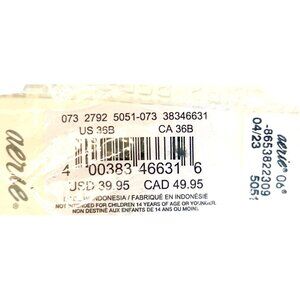 073 2792 5051-073 38346631
US 36B CA 36B
4 00383 46631 6
USD 39.95 CAD 49.95
INDONESIA / FABRIQUÉ EN INDONÉSIE
NOT INTENDED FOR CHILDREN 14 YEARS OF AGE OR YOUNGER.
NON DESTINÉ AUX ENFANTS DE 14 ANS OU MOINS.
aerie®
aerie® 06®
-8653822309
04/23 5051